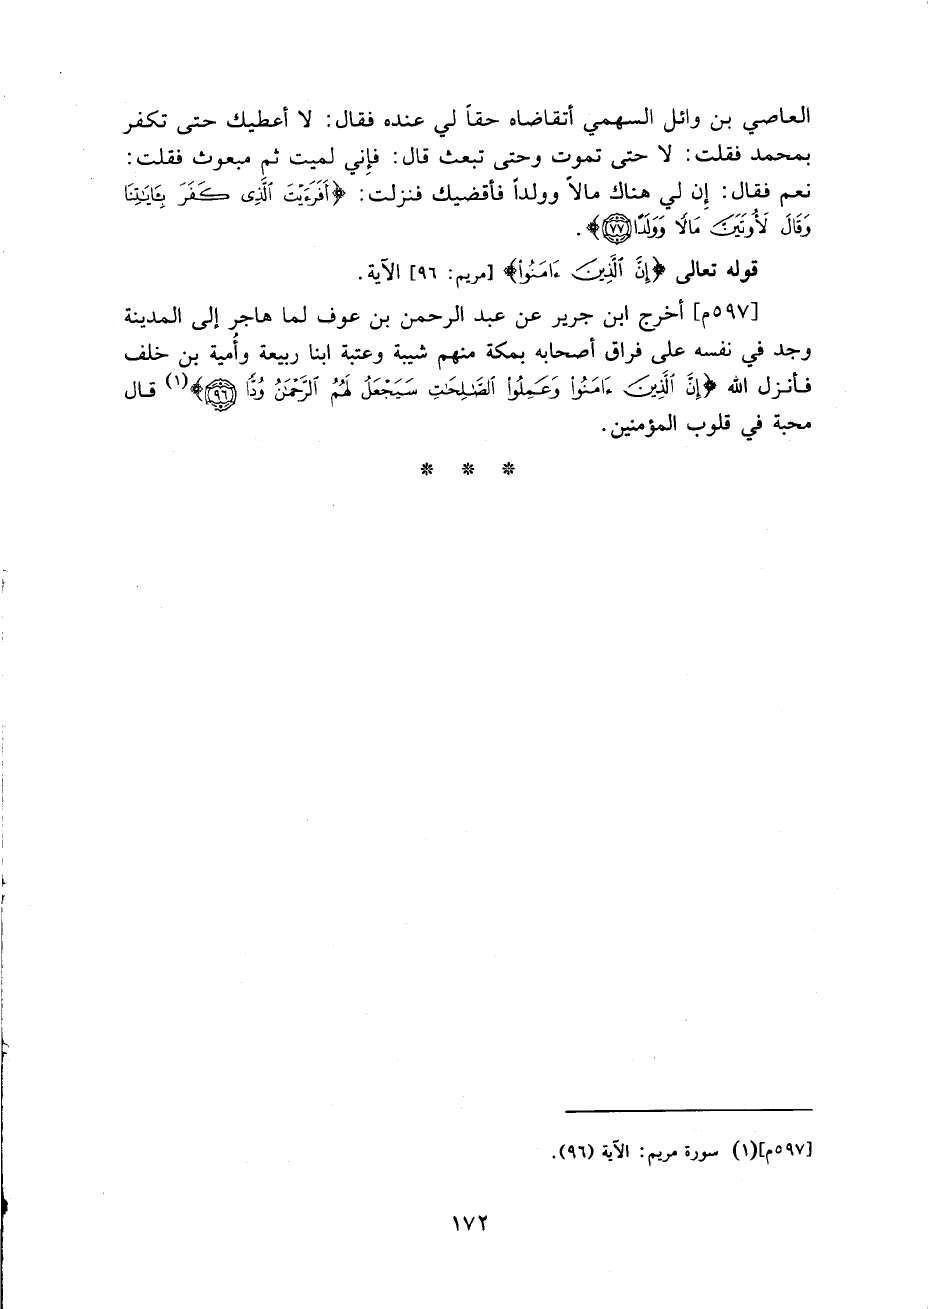 العاصي بن وائل السهمي أتقاضاه حقاً لي عنده فقال: لا أعطيك حتى تكفر
بمحمد فقلت: لا حتى تموت وحتى تبعث قال: فإني لميت ثم مبعوث فقلت:
نعم فقال: إن لي هناك مالاً وولداً فأقضيك فنزلت: ﴿أَفَرَءَيْتَ ٱلَّذِى كَفَرَ بِـَٔايَـٰتِنَا
وَقَالَ لَأُوتَيَنَّ مَالًا وَوَلَدًا ٧٧﴾.
قوله تعالى ﴿إِنَّ ٱلَّذِينَ ءَامَنُوا۟﴾ [مريم: ٩٦] الآية.
[٥٩٧م] أخرج ابن جرير عن عبد الرحمن بن عوف لما هاجر إلى المدينة
وجد في نفسه على فراق أصحابه بمكة منهم شيبة وعتبة ابنا ربيعة وأُمية بن خلف
فأنزل الله ﴿إِنَّ ٱلَّذِينَ ءَامَنُوا۟ وَعَمِلُوا۟ ٱلصَّـٰلِحَـٰتِ سَيَجْعَلُ لَهُمُ ٱلرَّحْمَـٰنُ وُدًّا ٩٦﴾(١) قال
محبة في قلوب المؤمنين.
* * *
[٥٩٧م](١) سورة مريم: الآية (٩٦).
١٧٢